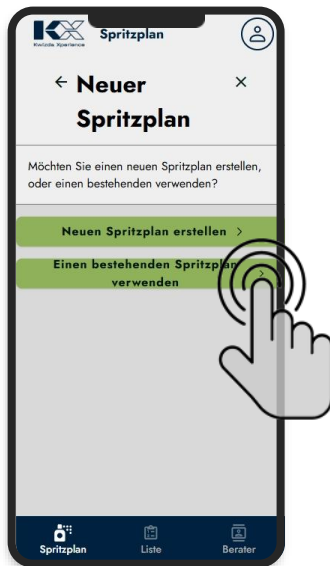 KX
Kwizda Xperience
Spritzplan
Neuer
Spritzplan
Möchten Sie einen neuen Spritzplan erstellen,
oder einen bestehenden verwenden?
Neuen Spritzplan erstellen
Einen bestehenden Spritzplan
verwenden
Spritzplan
Liste
Berater